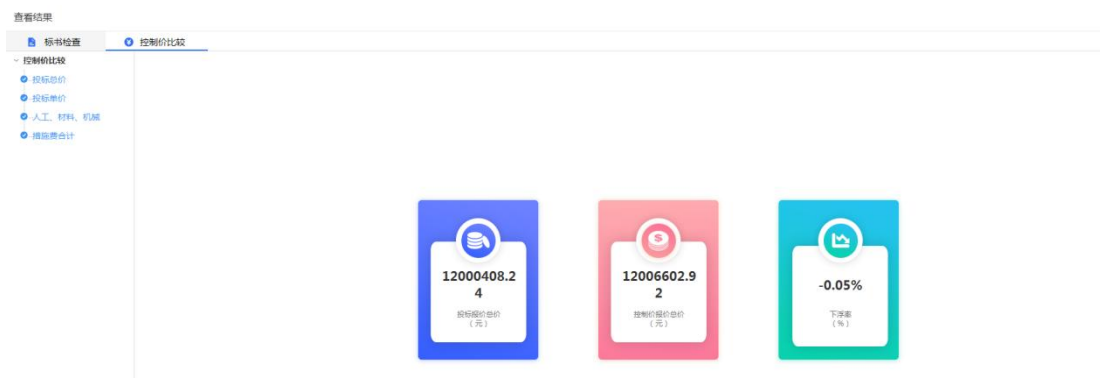 查看结果
标书检查 控制价比较
控制价比较
投标总价
投标单价
人工、材料、机械
措施费合计
12000408.2
4
投标报价总价
（元）
12006602.9
2
控制价报价总价
（元）
-0.05%
下浮率
（%）